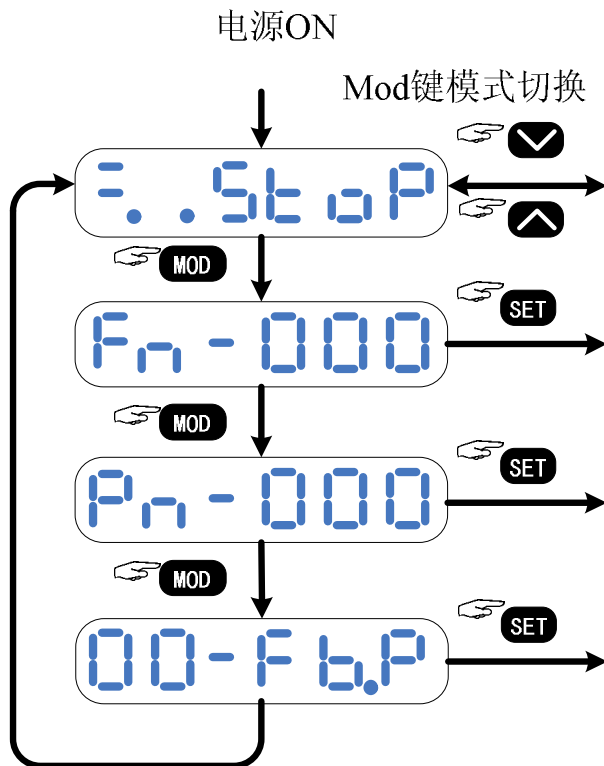 电源ON
Mod键模式切换
=. .StoP
MOD
SET
Fn-000
MOD
SET
Pn-000
MOD
SET
00-Fb.P